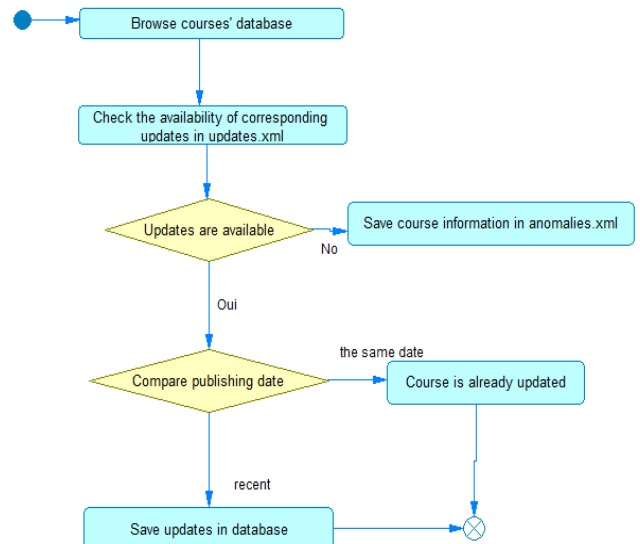 Browse courses' database
Check the availability of corresponding
updates in updates.xml
Updates are available
Save course information in anomalies.xml
No
Oui
the same date
Compare publishing date
Course is already updated
recent
Save updates in database